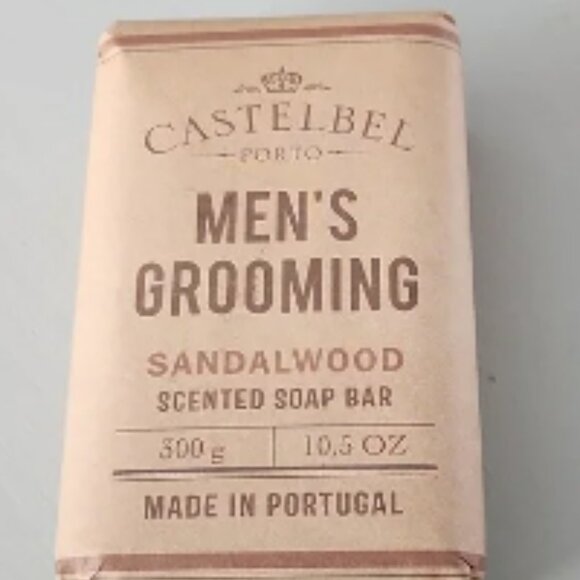 CASTELBEL
PORTO
MEN'S
GROOMING
SANDALWOOD
SCENTED SOAP BAR
300 g 10,5 OZ
MADE IN PORTUGAL